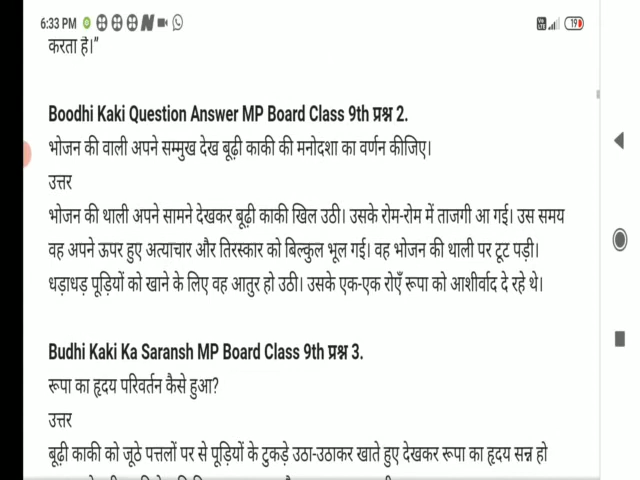 6:33 PM
19
करता है।”
Boodhi Kaki Question Answer MP Board Class 9th प्रश्न 2.
भोजन की वाली अपने सम्मुख देख बूढ़ी काकी की मनोदशा का वर्णन कीजिए।
उत्तर
भोजन की थाली अपने सामने देखकर बूढ़ी काकी खिल उठी। उसके रोम-रोम में ताजगी आ गई। उस समय
वह अपने ऊपर हुए अत्याचार और तिरस्कार को बिल्कुल भूल गई। वह भोजन की थाली पर टूट पड़ी।
धड़ाधड़ पूड़ियों को खाने के लिए वह आतुर हो उठी। उसके एक-एक रोएँ रूपा को आशीर्वाद दे रहे थे।
Budhi Kaki Ka Saransh MP Board Class 9th प्रश्न 3.
रूपा का हृदय परिवर्तन कैसे हुआ?
उत्तर
बूढ़ी काकी को जूठे पत्तलों पर से पूड़ियों के टुकड़े उठा-उठाकर खाते हुए देखकर रूपा का हृदय सन्न हो